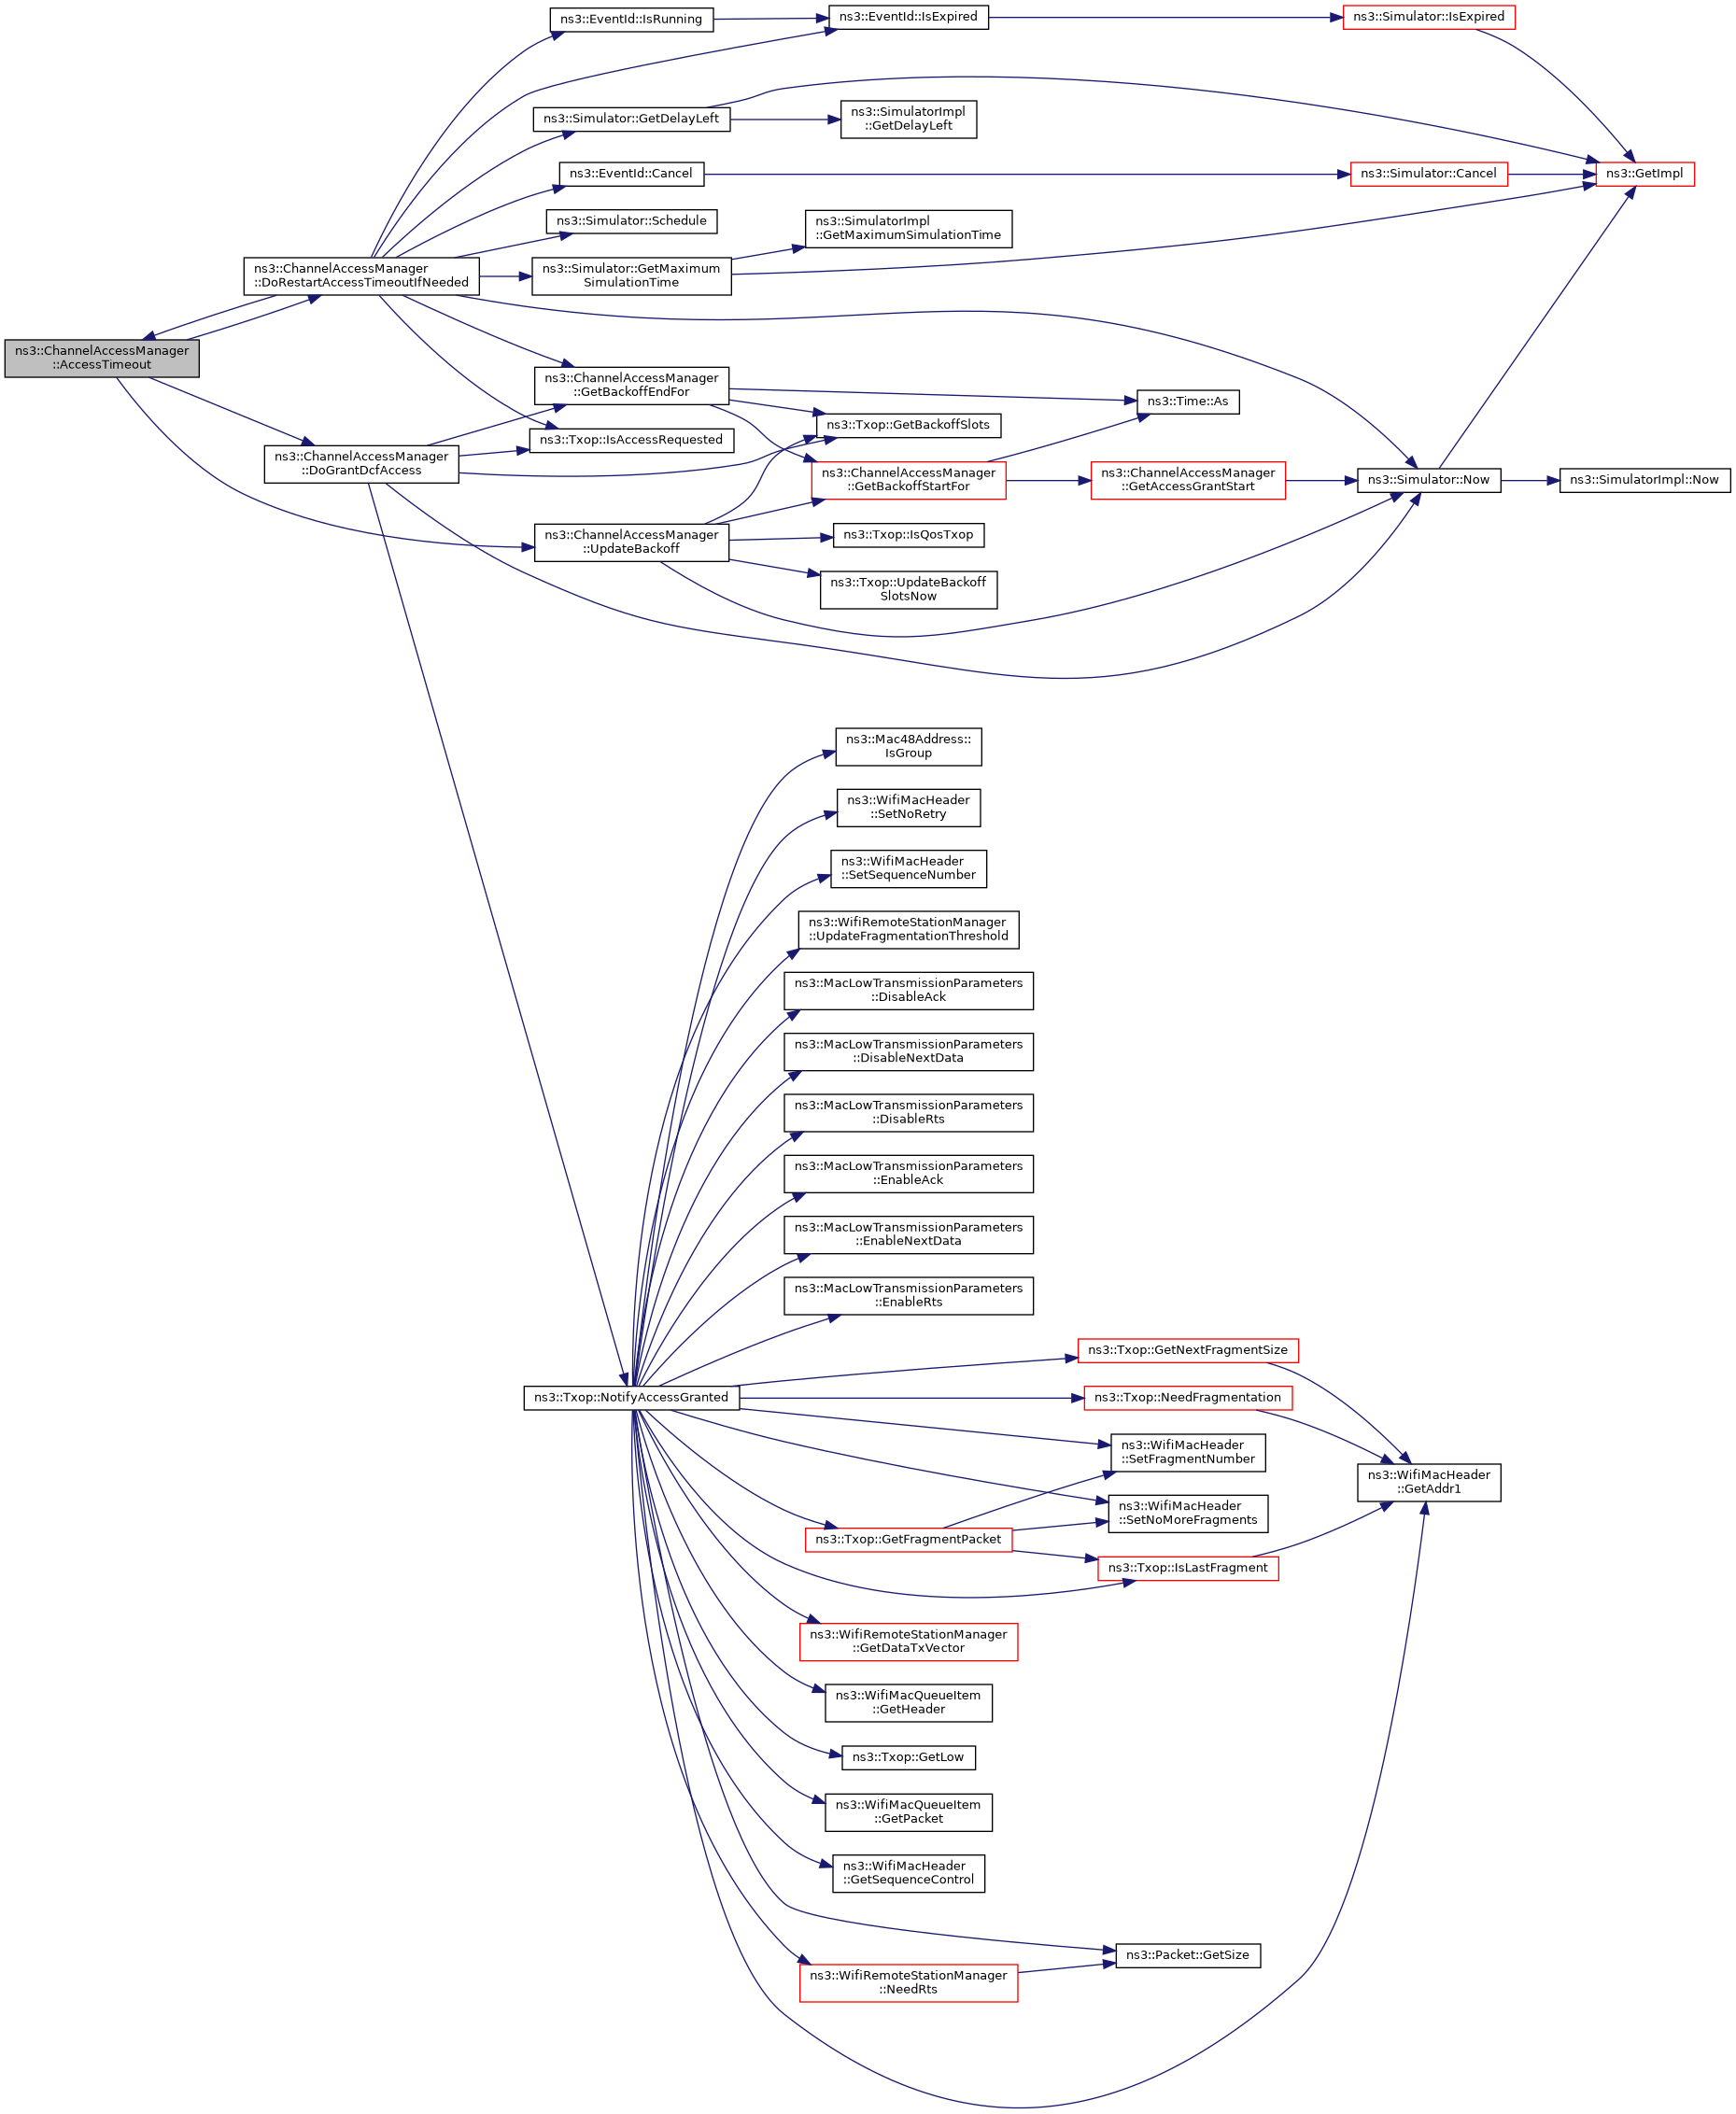 ns3::EventId::IsRunning
ns3::EventId::IsExpired
ns3::Simulator::IsExpired
ns3::Simulator::GetDelayLeft
ns3::SimulatorImpl
::GetDelayLeft
ns3::EventId::Cancel
ns3::Simulator::Cancel
ns3::GetImpl
ns3::Simulator::Schedule
ns3::SimulatorImpl
::GetMaximumSimulationTime
ns3::ChannelAccessManager
::DoRestartAccessTimeoutIfNeeded
ns3::Simulator::GetMaximum
SimulationTime
ns3::ChannelAccessManager
::AccessTimeout
ns3::ChannelAccessManager
::GetBackoffEndFor
ns3::Time::As
ns3::Txop::GetBackoffSlots
ns3::Txop::IsAccessRequested
ns3::ChannelAccessManager
::DoGrantDcfAccess
ns3::ChannelAccessManager
::GetBackoffStartFor
ns3::ChannelAccessManager
::GetAccessGrantStart
ns3::Simulator::Now
ns3::SimulatorImpl::Now
ns3::ChannelAccessManager
::UpdateBackoff
ns3::Txop::IsQosTxop
ns3::Txop::UpdateBackoff
SlotsNow
ns3::Mac48Address::
IsGroup
ns3::WifiMacHeader
::SetNoRetry
ns3::WifiMacHeader
::SetSequenceNumber
ns3::WifiRemoteStationManager
::UpdateFragmentationThreshold
ns3::MacLowTransmissionParameters
::DisableAck
ns3::MacLowTransmissionParameters
::DisableNextData
ns3::MacLowTransmissionParameters
::DisableRts
ns3::MacLowTransmissionParameters
::EnableAck
ns3::MacLowTransmissionParameters
::EnableNextData
ns3::MacLowTransmissionParameters
::EnableRts
ns3::Txop::GetNextFragmentSize
ns3::Txop::NotifyAccessGranted
ns3::Txop::NeedFragmentation
ns3::WifiMacHeader
::SetFragmentNumber
ns3::WifiMacHeader
::GetAddr1
ns3::WifiMacHeader
::SetNoMoreFragments
ns3::Txop::GetFragmentPacket
ns3::Txop::IsLastFragment
ns3::WifiRemoteStationManager
::GetDataTxVector
ns3::WifiMacQueueItem
::GetHeader
ns3::Txop::GetLow
ns3::WifiMacQueueItem
::GetPacket
ns3::WifiMacHeader
::GetSequenceControl
ns3::Packet::GetSize
ns3::WifiRemoteStationManager
::NeedRts